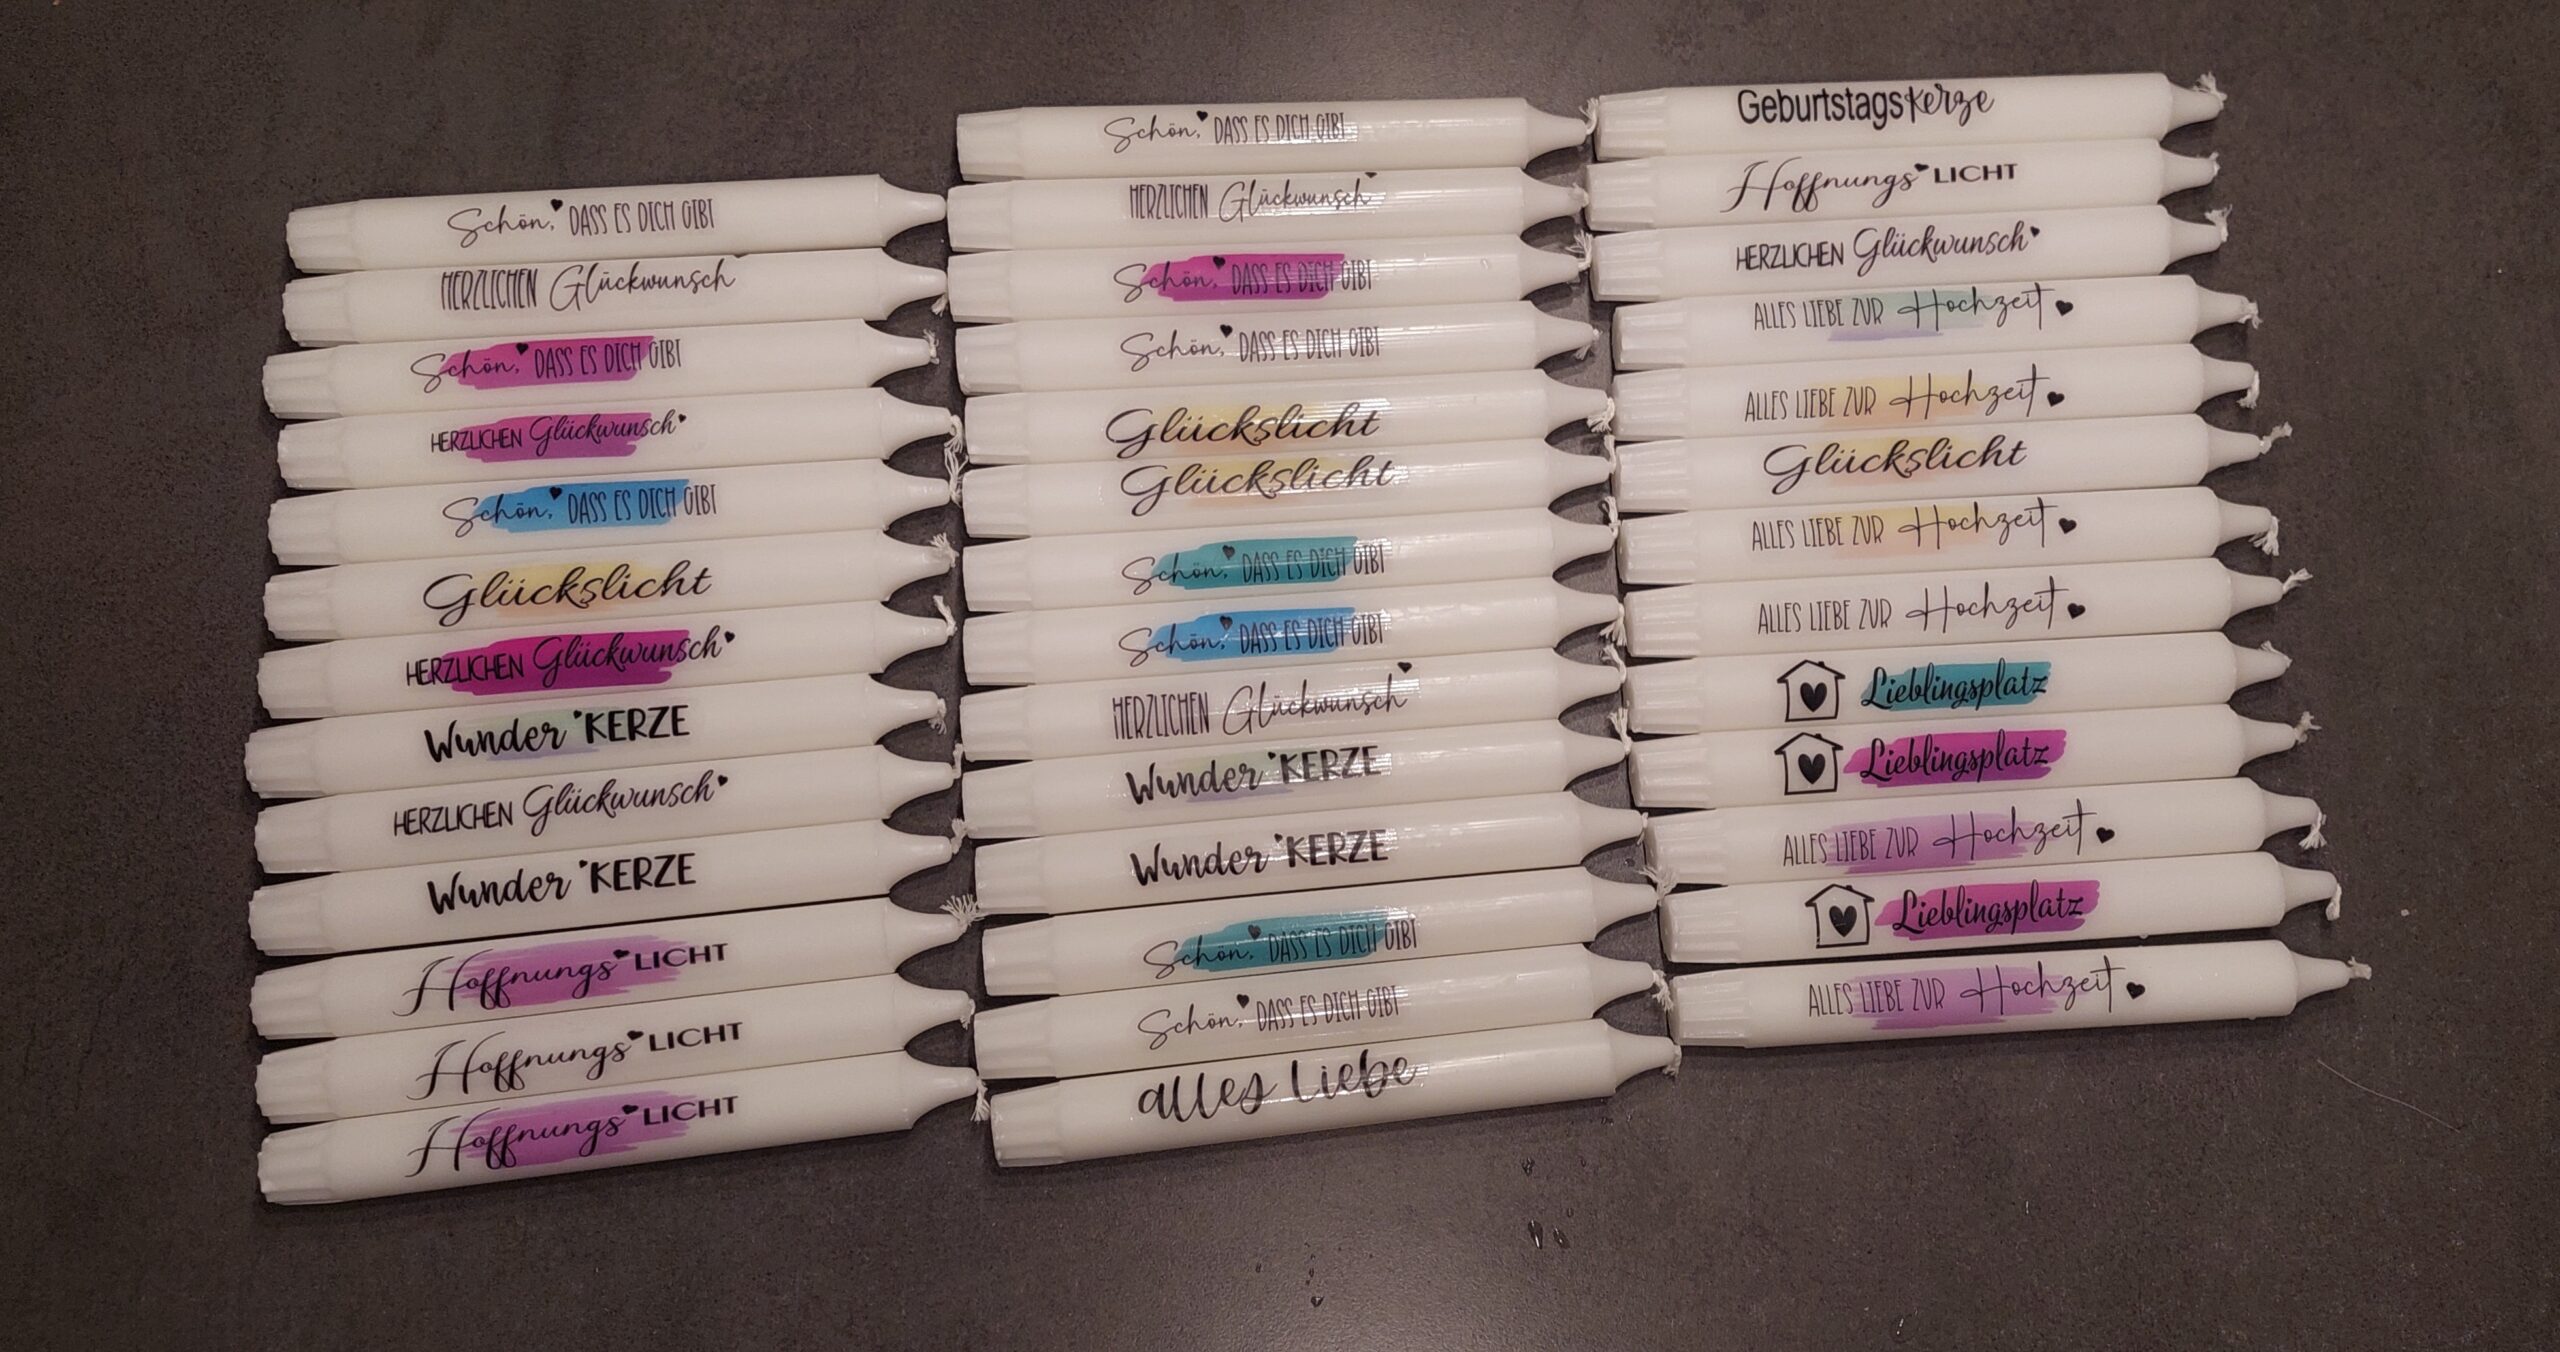 Schön, DASS ES DICH GIBT
HERZLICHEN Glückwunsch
Schön, DASS ES DICH GIBT
HERZLICHEN Glückwunsch
Schön, DASS ES DICH GIBT
Glückslicht
HERZLICHEN Glückwunsch
Wunder KERZE
HERZLICHEN Glückwunsch
Wunder KERZE
Hoffnungs LICHT
Hoffnungs LICHT
Hoffnungs LICHT
Schön, DASS ES DICH GIBT
HERZLICHEN Glückwunsch
Schön, DASS ES DICH GIBT
Schön, DASS ES DICH GIBT
Glückslicht
Glückslicht
Schön, DASS ES DICH GIBT
Schön, DASS ES DICH GIBT
HERZLICHEN Glückwunsch
Wunder KERZE
Wunder KERZE
Schön, DASS ES DICH GIBT
Schön, DASS ES DICH GIBT
alles Liebe
Geburtstagskerze
Hoffnungs LICHT
HERZLICHEN Glückwunsch
ALLES LIEBE ZUR Hochzeit
ALLES LIEBE ZUR Hochzeit
Glückslicht
ALLES LIEBE ZUR Hochzeit
ALLES LIEBE ZUR Hochzeit
Lieblingsplatz
Lieblingsplatz
ALLES LIEBE ZUR Hochzeit
Lieblingsplatz
ALLES LIEBE ZUR Hochzeit